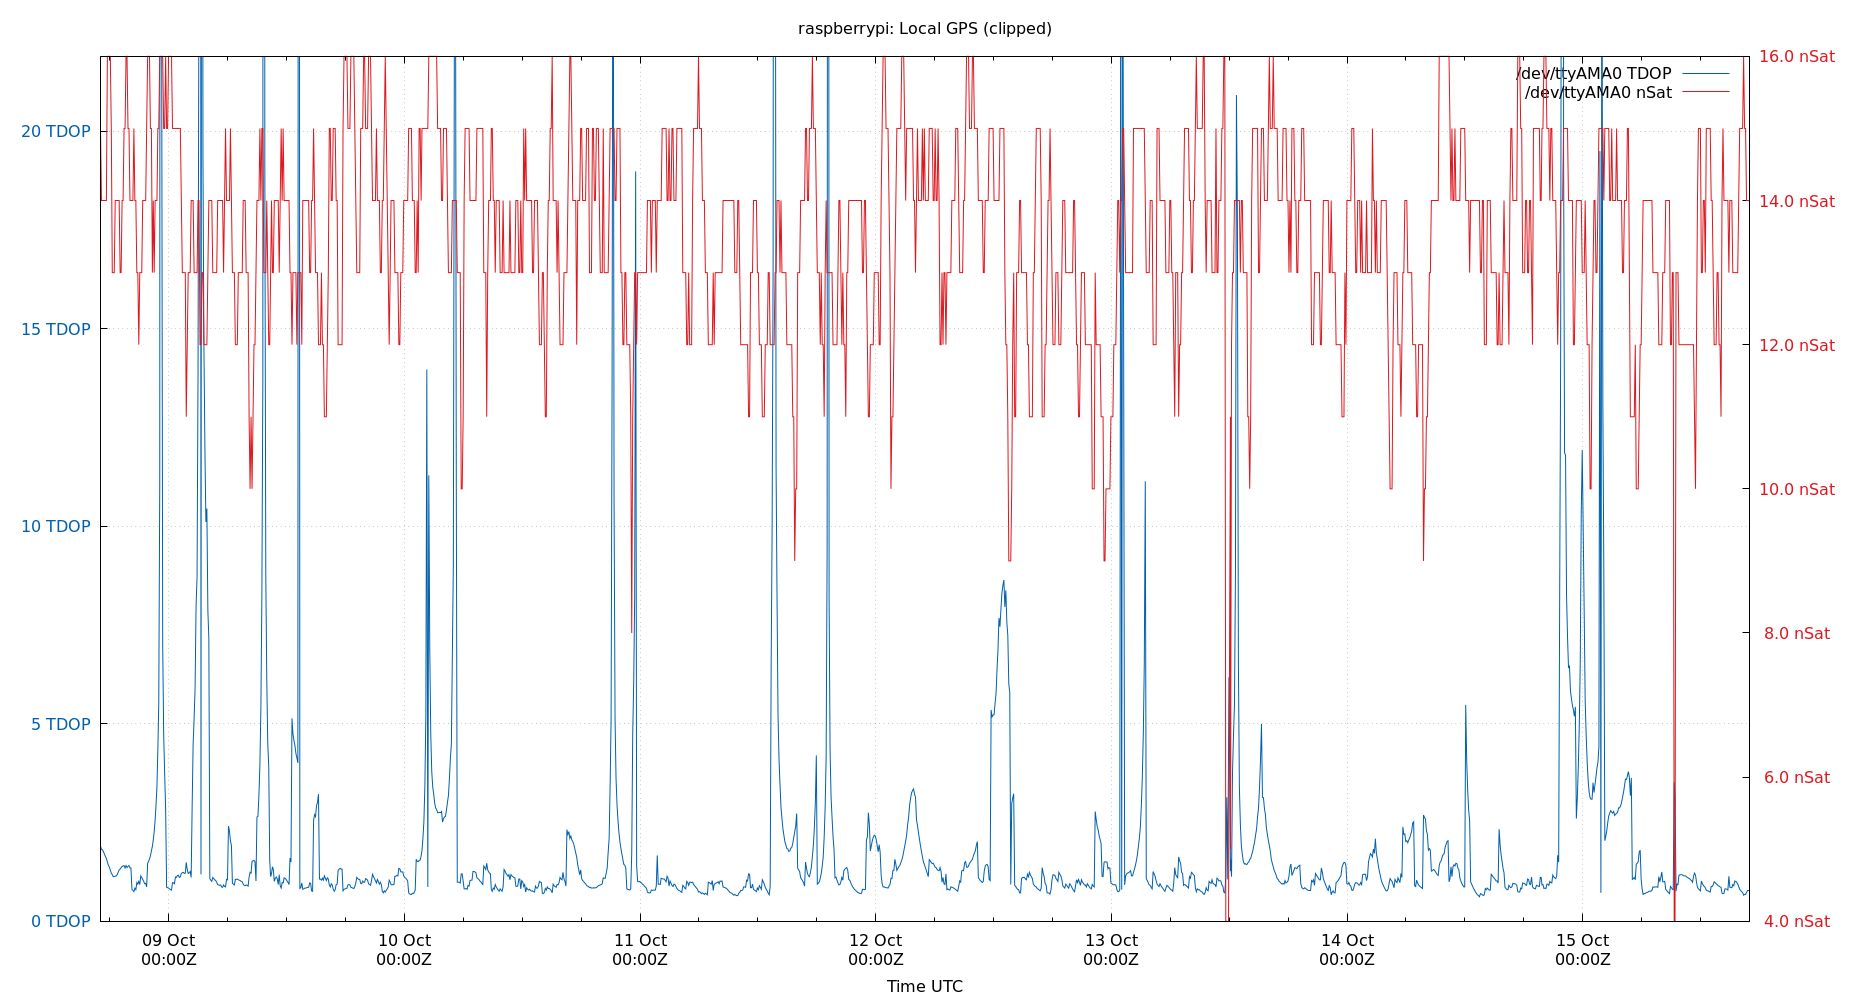 raspberrypi: Local GPS (clipped)
16.0 nSat
/dev/ttyAMA0 TDOP
/dev/ttyAMA0 nSat
20 TDOP
14.0 nSat
15 TDOP
12.0 nSat
10 TDOP
10.0 nSat
8.0 nSat
5 TDOP
6.0 nSat
0 TDOP
4.0 nSat
09 Oct 10 Oct 11 Oct 12 Oct 13 Oct 14 Oct 15 Oct
00:00Z 00:00Z 00:00Z 00:00Z 00:00Z 00:00Z 00:00Z
Time UTC